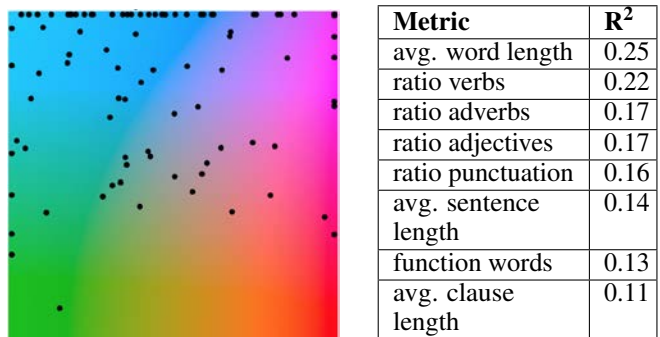 Metric R²
avg. word length 0.25
ratio verbs 0.22
ratio adverbs 0.17
ratio adjectives 0.17
ratio punctuation 0.16
avg. sentence 0.14
length
function words 0.13
avg. clause 0.11
length